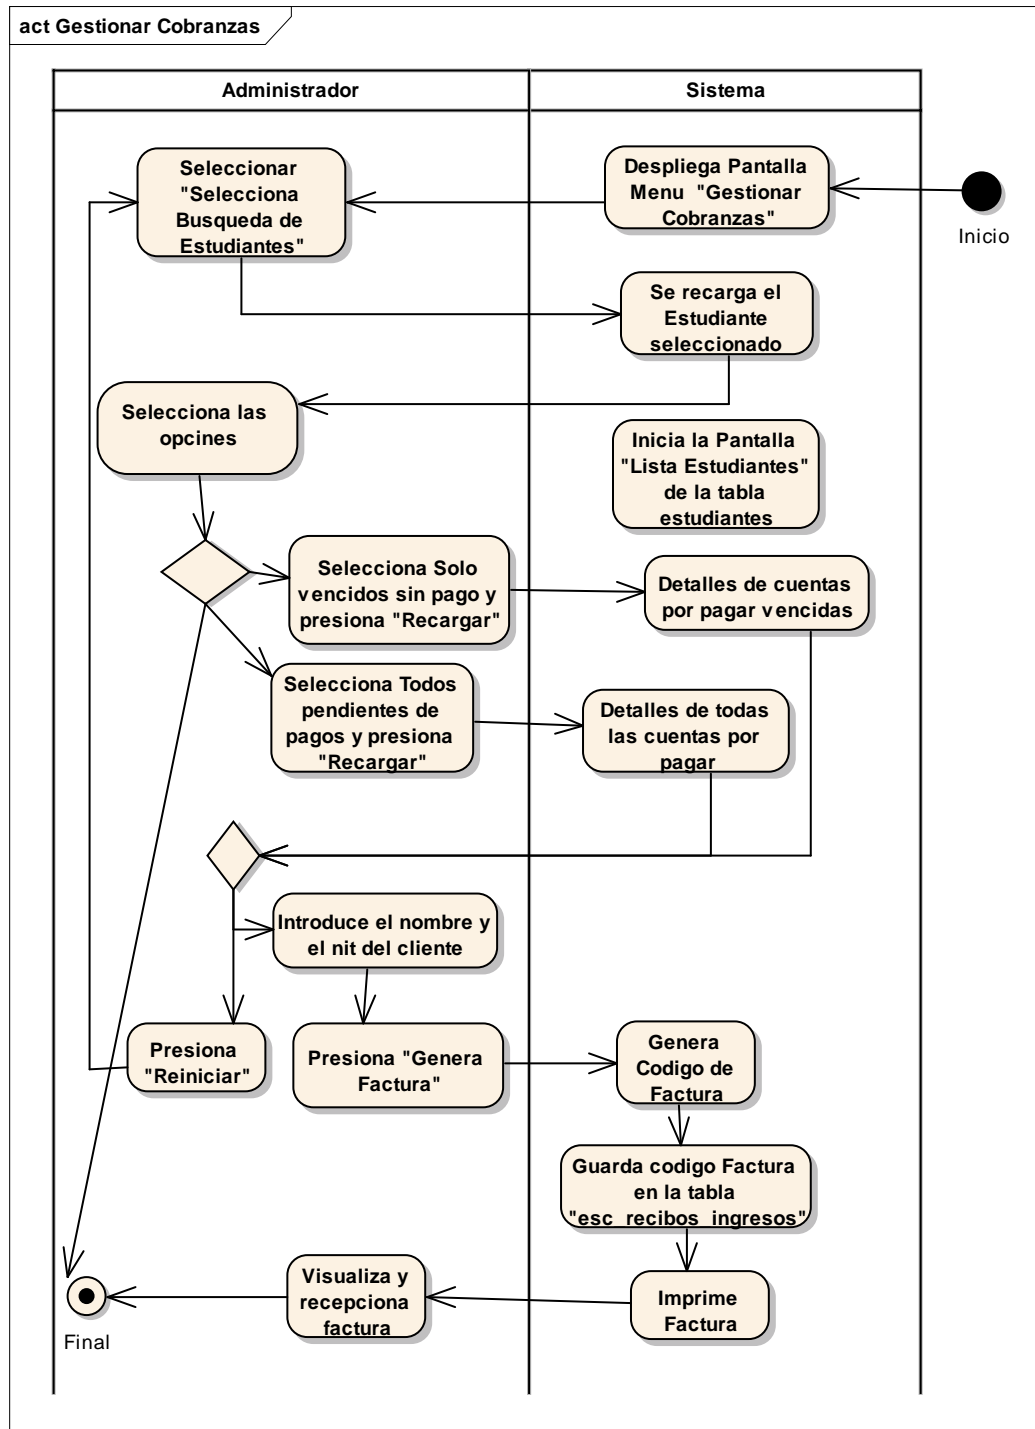 act Gestionar Cobranzas
Administrador
Sistema
Seleccionar
"Selecciona
Busqueda de
Estudiantes"
Despliega Pantalla
Menu "Gestionar
Cobranzas"
Inicio
Se recarga el
Estudiante
seleccionado
Selecciona las
opcines
Inicia la Pantalla
"Lista Estudiantes"
de la tabla
estudiantes
Selecciona Solo
vencidos sin pago y
presiona "Recargar"
Detalles de cuentas
por pagar vencidas
Selecciona Todos
pendientes de
pagos y presiona
"Recargar"
Detalles de todas
las cuentas por
pagar
Introduce el nombre y
el nit del cliente
Presiona
"Reiniciar"
Presiona "Genera
Factura"
Genera
Codigo de
Factura
Guarda codigo Factura
en la tabla
"esc_recibos_ingresos"
Visualiza y
recepciona
factura
Imprime
Factura
Final